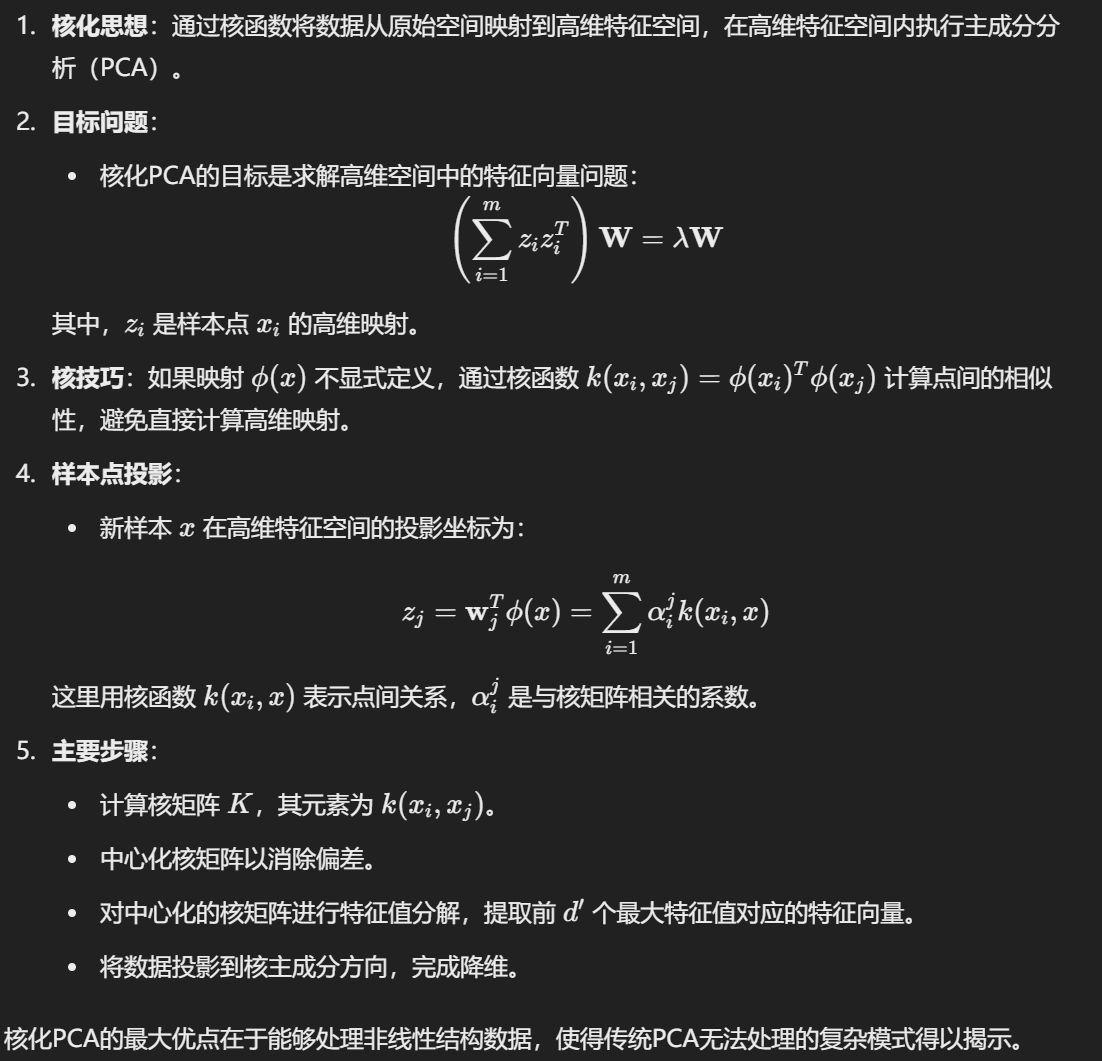 1. 核化思想：通过核函数将数据从原始空间映射到高维特征空间，在高维特征空间内执行主成分分
析（PCA）。
2. 目标问题：
• 核化PCA的目标是求解高维空间中的特征向量问题：
$$\left(\sum_{i=1}^{m} z_i z_i^T\right) \mathbf{W} = \lambda \mathbf{W}$$
其中，$z_i$ 是样本点 $x_i$ 的高维映射。
3. 核技巧：如果映射 $\phi(x)$ 不显式定义，通过核函数 $k(x_i, x_j) = \phi(x_i)^T \phi(x_j)$ 计算点间的相似
性，避免直接计算高维映射。
4. 样本点投影：
• 新样本 $x$ 在高维特征空间的投影坐标为：
$$z_j = \mathbf{w}_j^T \phi(x) = \sum_{i=1}^{m} \alpha_i^j k(x_i, x)$$
这里用核函数 $k(x_i, x)$ 表示点间关系，$\alpha_i^j$ 是与核矩阵相关的系数。
5. 主要步骤：
• 计算核矩阵 $K$，其元素为 $k(x_i, x_j)$。
• 中心化核矩阵以消除偏差。
• 对中心化的核矩阵进行特征值分解，提取前 $d'$ 个最大特征值对应的特征向量。
• 将数据投影到核主成分方向，完成降维。
核化PCA的最大优点在于能够处理非线性结构数据，使得传统PCA无法处理的复杂模式得以揭示。